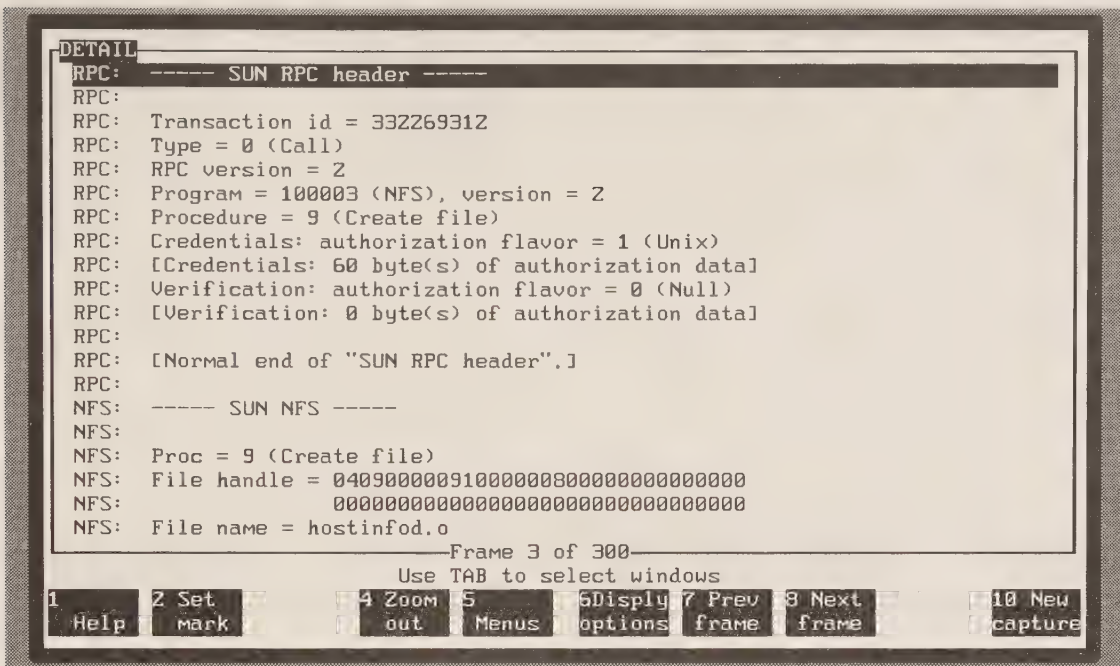 DETAIL
RPC: ----- SUN RPC header -----
RPC:
RPC: Transaction id = 332269312
RPC: Type = 0 (Call)
RPC: RPC version = 2
RPC: Program = 100003 (NFS), version = 2
RPC: Procedure = 9 (Create file)
RPC: Credentials: authorization flavor = 1 (Unix)
RPC: [Credentials: 60 byte(s) of authorization data]
RPC: Verification: authorization flavor = 0 (Null)
RPC: [Verification: 0 byte(s) of authorization data]
RPC:
RPC: [Normal end of "SUN RPC header".]
RPC:
NFS: ----- SUN NFS -----
NFS:
NFS: Proc = 9 (Create file)
NFS: File handle = 04090000091000000800000000000000
NFS: 00000000000000000000000000000000
NFS: File name = hostinfod.o
Frame 3 of 300
Use TAB to select windows
1 Help 2 Set mark 4 Zoom out 5 Menus 6Disply options 7 Prev frame 8 Next frame 10 New capture